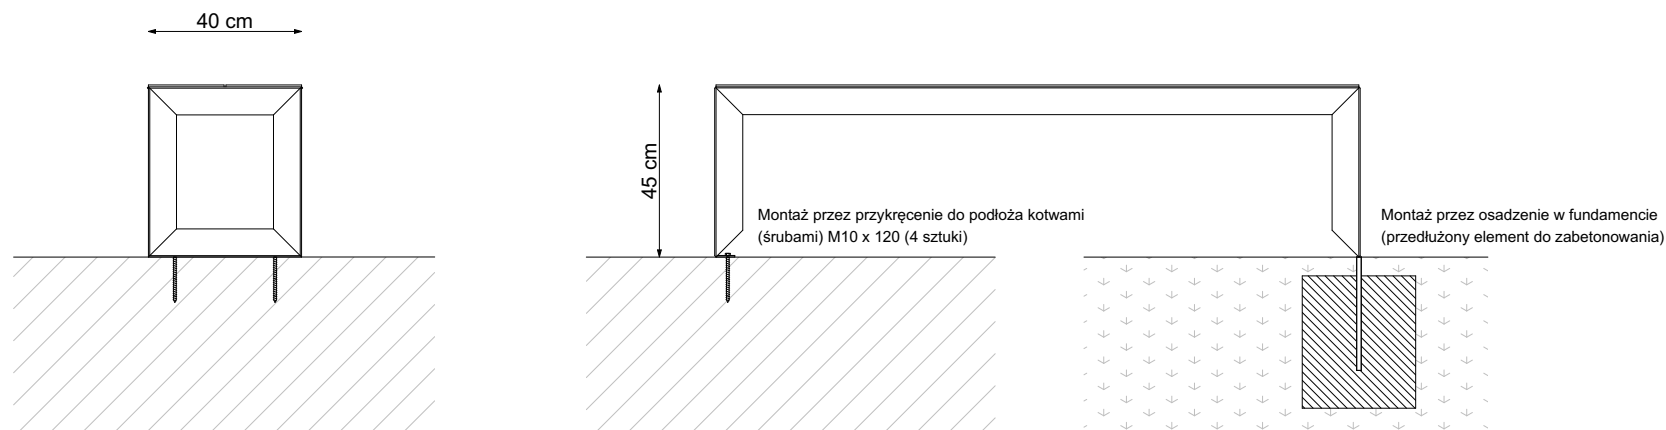 40 cm
45 cm
Montaż przez przykręcenie do podłoża kotwami
(śrubami) M10 x 120 (4 sztuki)
Montaż przez osadzenie w fundamencie
(przedłużony element do zabetonowania)